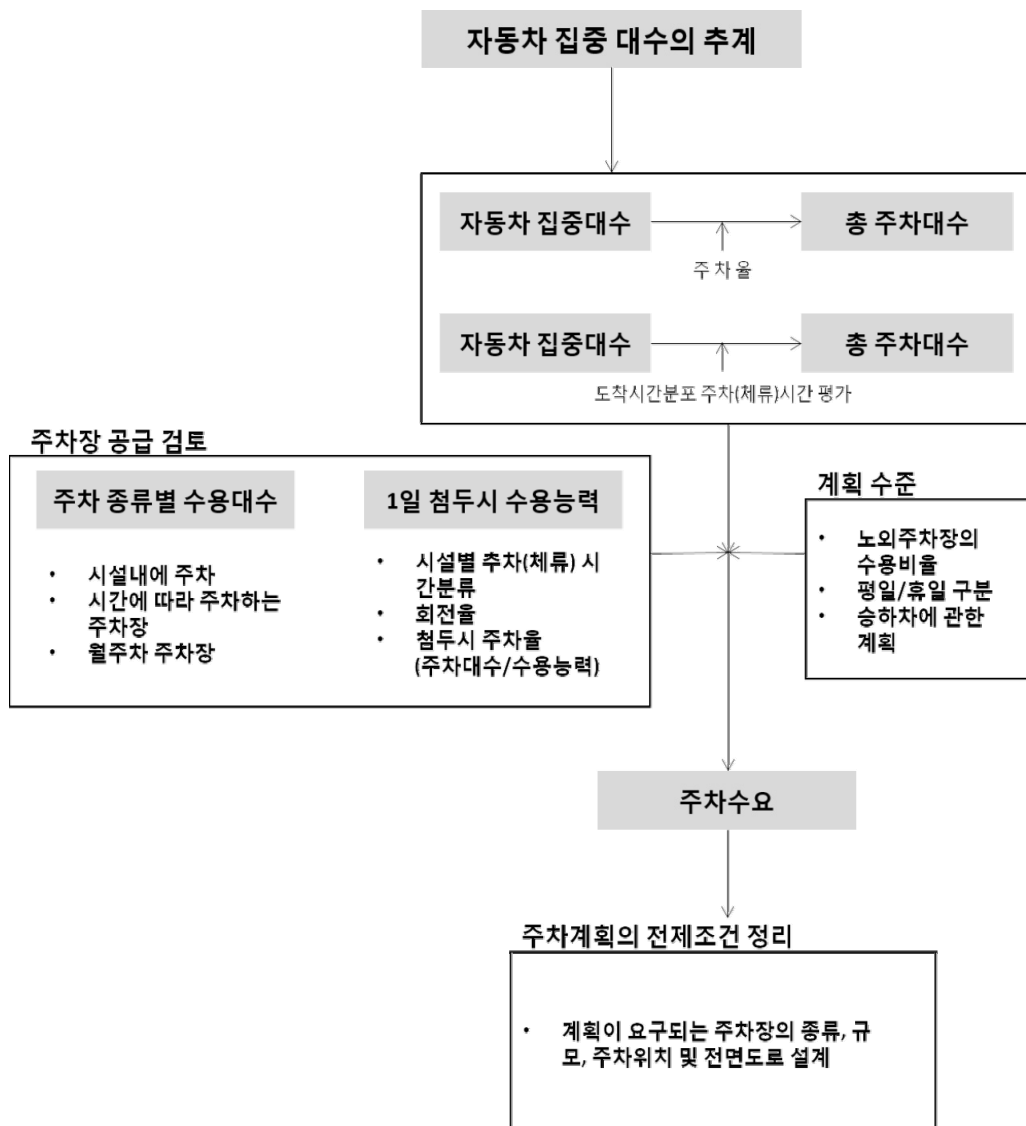 자동차 집중 대수의 추계
자동차 집중대수
총 주차대수
주 차 율
자동차 집중대수
총 주차대수
도착시간분포 주차(체류)시간 평가
주차장 공급 검토
주차 종류별 수용대수
• 시설내에 주차
• 시간에 따라 주차하는
주차장
• 월주차 주차장
1일 첨두시 수용능력
• 시설별 추차(체류) 시
간분류
• 회전율
• 첨두시 주차율
(주차대수/수용능력)
계획 수준
• 노외주차장의
수용비율
• 평일/휴일 구분
• 승하차에 관한
계획
주차수요
주차계획의 전제조건 정리
• 계획이 요구되는 주차장의 종류, 규
모, 주차위치 및 전면도로 설계